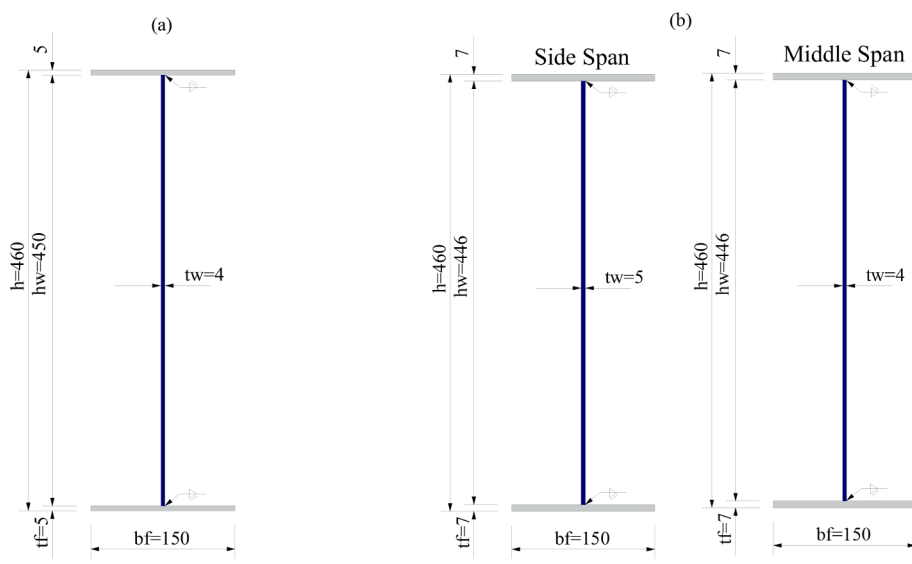 (a)
5
h=460
hw=450
tw=4
tf=5
bf=150
(b)
Side Span
7
h=460
hw=446
tw=5
tf=7
bf=150
Middle Span
7
h=460
hw=446
tw=4
tf=7
bf=150